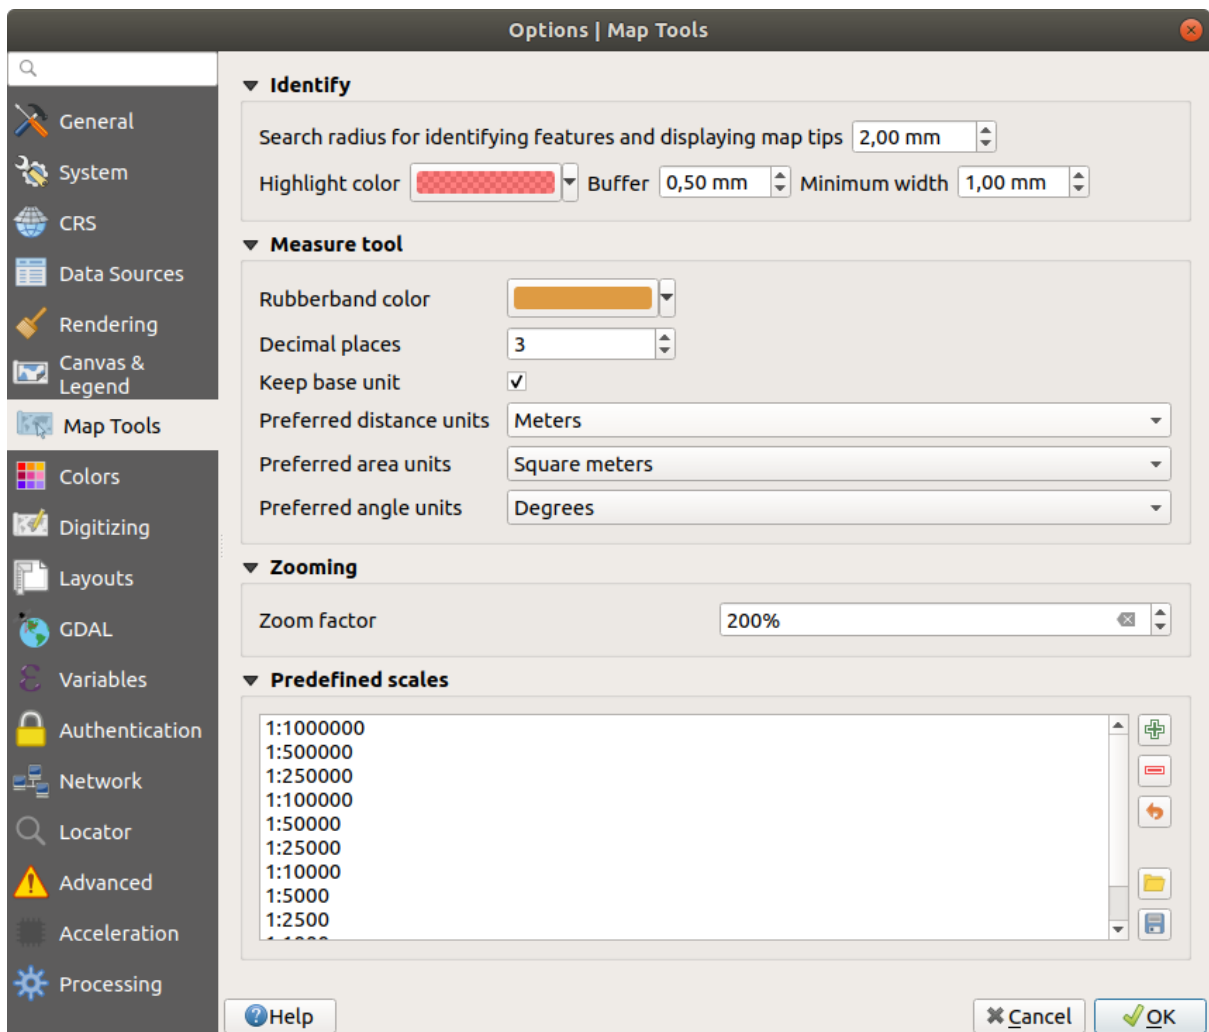 Options | Map Tools
General
System
CRS
Data Sources
Rendering
Canvas &
Legend
Map Tools
Colors
Digitizing
Layouts
GDAL
Variables
Authentication
Network
Locator
Advanced
Acceleration
Processing
Identify
Search radius for identifying features and displaying map tips 2,00 mm
Highlight color Buffer 0,50 mm Minimum width 1,00 mm
Measure tool
Rubberband color
Decimal places 3
Keep base unit
Preferred distance units Meters
Preferred area units Square meters
Preferred angle units Degrees
Zooming
Zoom factor 200%
Predefined scales
1:1000000
1:500000
1:250000
1:100000
1:50000
1:25000
1:10000
1:5000
1:2500
Help Cancel OK